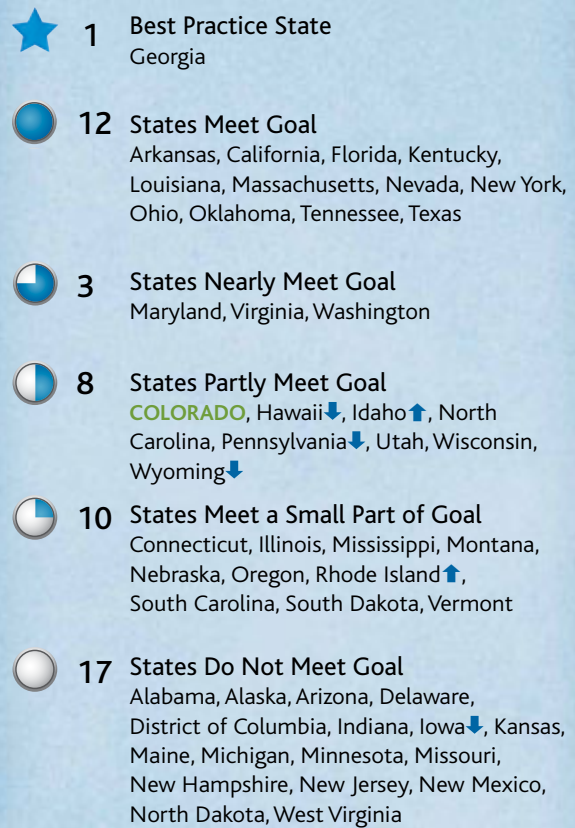 1 Best Practice State
Georgia
12 States Meet Goal
Arkansas, California, Florida, Kentucky,
Louisiana, Massachusetts, Nevada, New York,
Ohio, Oklahoma, Tennessee, Texas
3 States Nearly Meet Goal
Maryland, Virginia, Washington
8 States Partly Meet Goal
COLORADO, Hawaii⬇, Idaho⬆, North
Carolina, Pennsylvania⬇, Utah, Wisconsin,
Wyoming⬇
10 States Meet a Small Part of Goal
Connecticut, Illinois, Mississippi, Montana,
Nebraska, Oregon, Rhode Island⬆,
South Carolina, South Dakota, Vermont
17 States Do Not Meet Goal
Alabama, Alaska, Arizona, Delaware,
District of Columbia, Indiana, Iowa⬇, Kansas,
Maine, Michigan, Minnesota, Missouri,
New Hampshire, New Jersey, New Mexico,
North Dakota, West Virginia